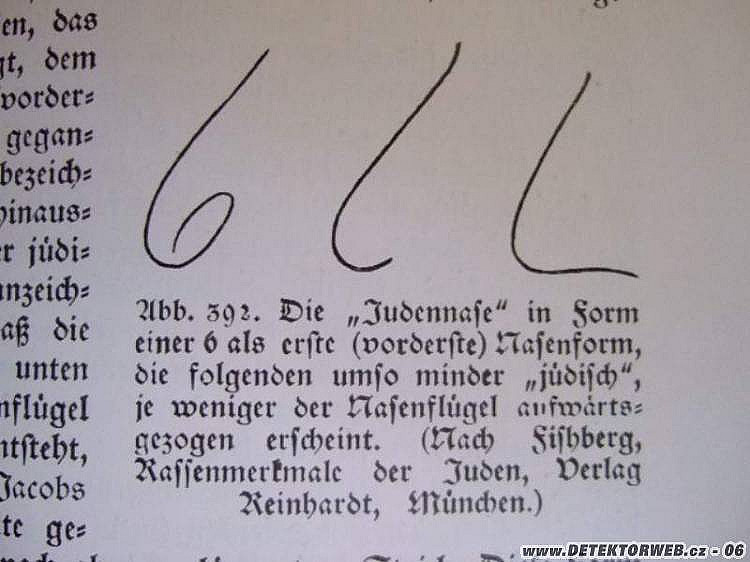 en, das
gt, dem
vorder=
gegan=
bezeich=
hinaus=
er jüdi=
nnzeich=
aß die
unten
nflügel
ntsteht,
Jacobs
te ge=
Abb. 392. Die „Judennase“ in Form
einer 6 als erste (vorderste) Nasenform,
die folgenden umso minder „jüdisch“,
je weniger der Nasenflügel aufwärts=
gezogen erscheint. (Nach Fishberg,
Rassenmerkmale der Juden, Verlag
Reinhardt, München.)
www.DETEKTORWEB.cz - 06